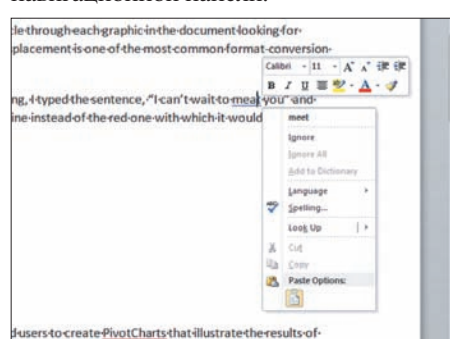 навигационной панели.
cle through each graphic in the document looking for
placement is one of the most common format conversion
Calibri 11 A A
B I U A
ng, I typed the sentence, "I can't wait to meat you" and
ine instead of the red one with which it would
meet
Ignore
Ignore All
Add to Dictionary
Language
Spelling...
Look Up
Cut
Copy
Paste Options:
d users to create PivotCharts that illustrate the results of